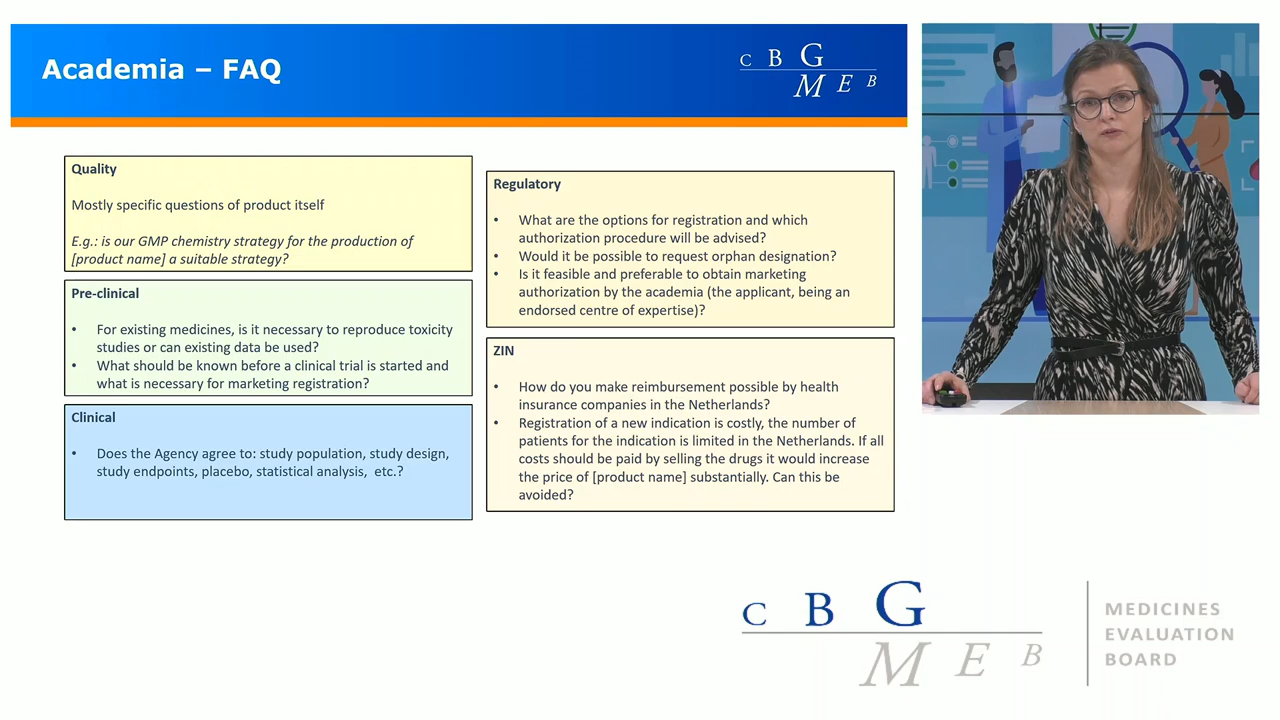 Academia – FAQ
C B G
M E B
Quality
Mostly specific questions of product itself
E.g.: is our GMP chemistry strategy for the production of
[product name] a suitable strategy?
Pre-clinical
• For existing medicines, is it necessary to reproduce toxicity
studies or can existing data be used?
• What should be known before a clinical trial is started and
what is necessary for marketing registration?
Clinical
• Does the Agency agree to: study population, study design,
study endpoints, placebo, statistical analysis, etc.?
Regulatory
• What are the options for registration and which
authorization procedure will be advised?
• Would it be possible to request orphan designation?
• Is it feasible and preferable to obtain marketing
authorization by the academia (the applicant, being an
endorsed centre of expertise)?
ZIN
• How do you make reimbursement possible by health
insurance companies in the Netherlands?
• Registration of a new indication is costly, the number of
patients for the indication is limited in the Netherlands. If all
costs should be paid by selling the drugs it would increase
the price of [product name] substantially. Can this be
avoided?
C B G
M E B
MEDICINES
EVALUATION
BOARD